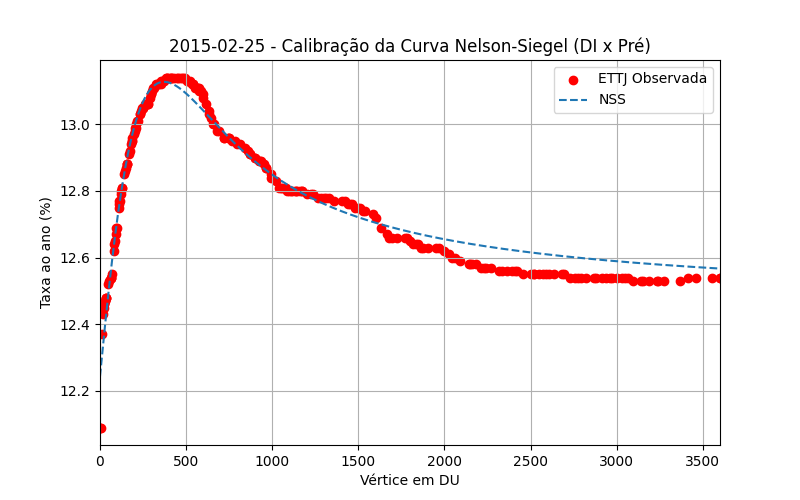 2015-02-25 - Calibração da Curva Nelson-Siegel (DI x Pré)
ETTJ Observada
NSS
Taxa ao ano (%)
13.0
12.8
12.6
12.4
12.2
0 500 1000 1500 2000 2500 3000 3500
Vértice em DU